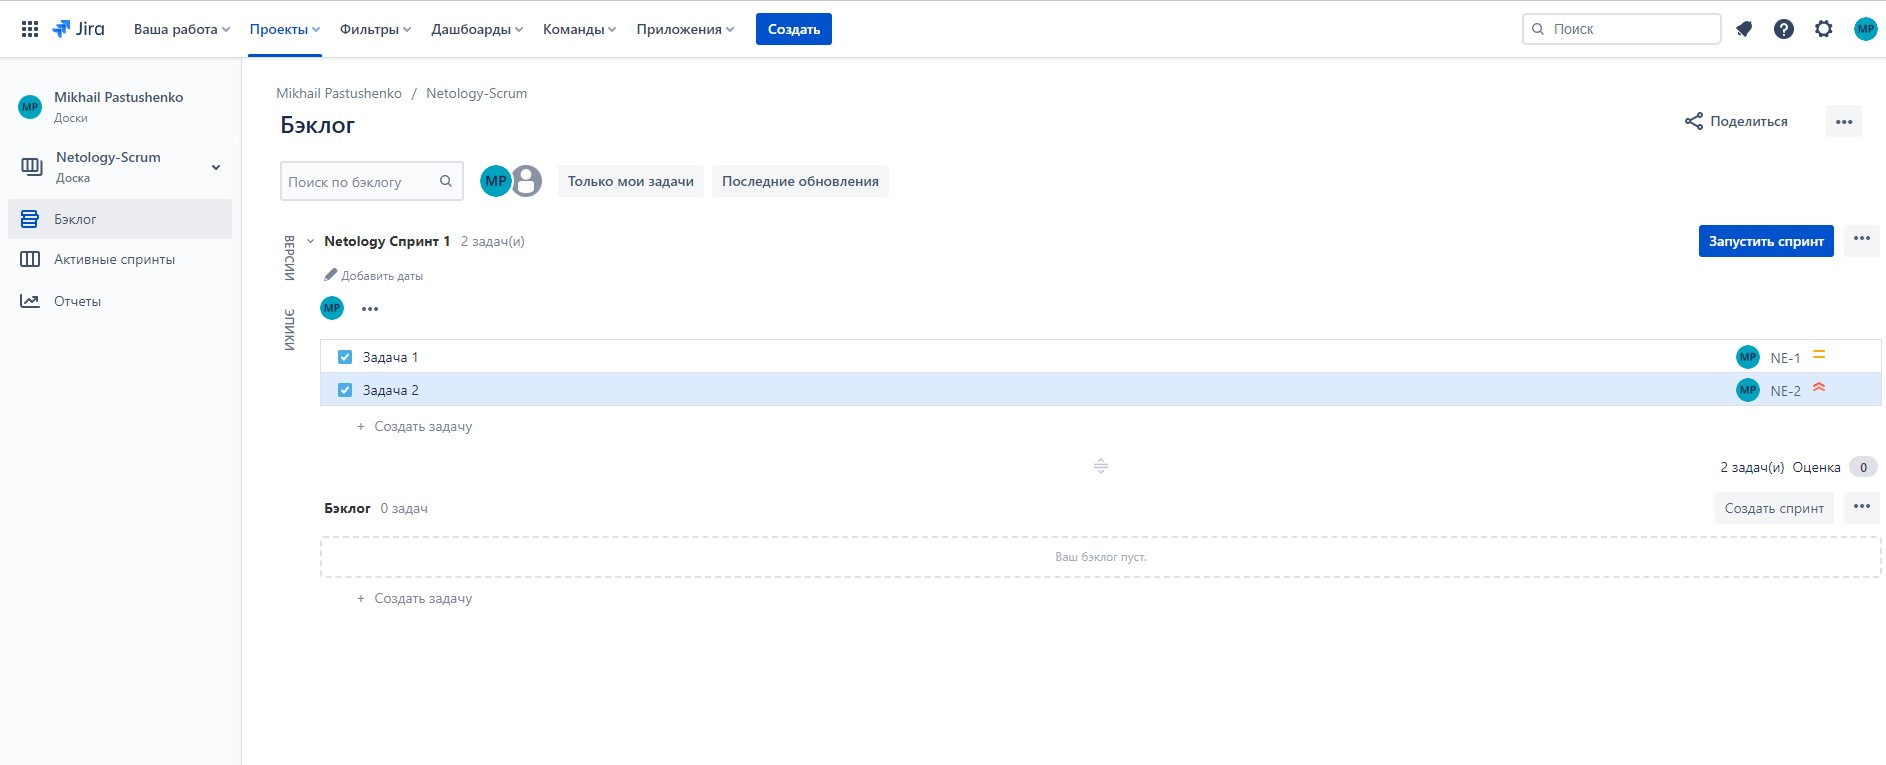 Jira Ваша работа Проекты Фильтры Дашборды Команды Приложения Создать Поиск MP
MP Mikhail Pastushenko
Доски
Netology-Scrum
Доска
Бэклог
Активные спринты
Отчеты
Mikhail Pastushenko / Netology-Scrum
Бэклог
Поделиться
Поиск по бэклогу MP Только мои задачи Последние обновления
ВЕРСИИ
ЭПИКИ
Netology Спринт 1 2 задач(и) Запустить спринт
Добавить даты
MP
Задача 1 MP NE-1
Задача 2 MP NE-2
+ Создать задачу
2 задач(и) Оценка 0
Бэклог 0 задач Создать спринт
Ваш бэклог пуст.
+ Создать задачу